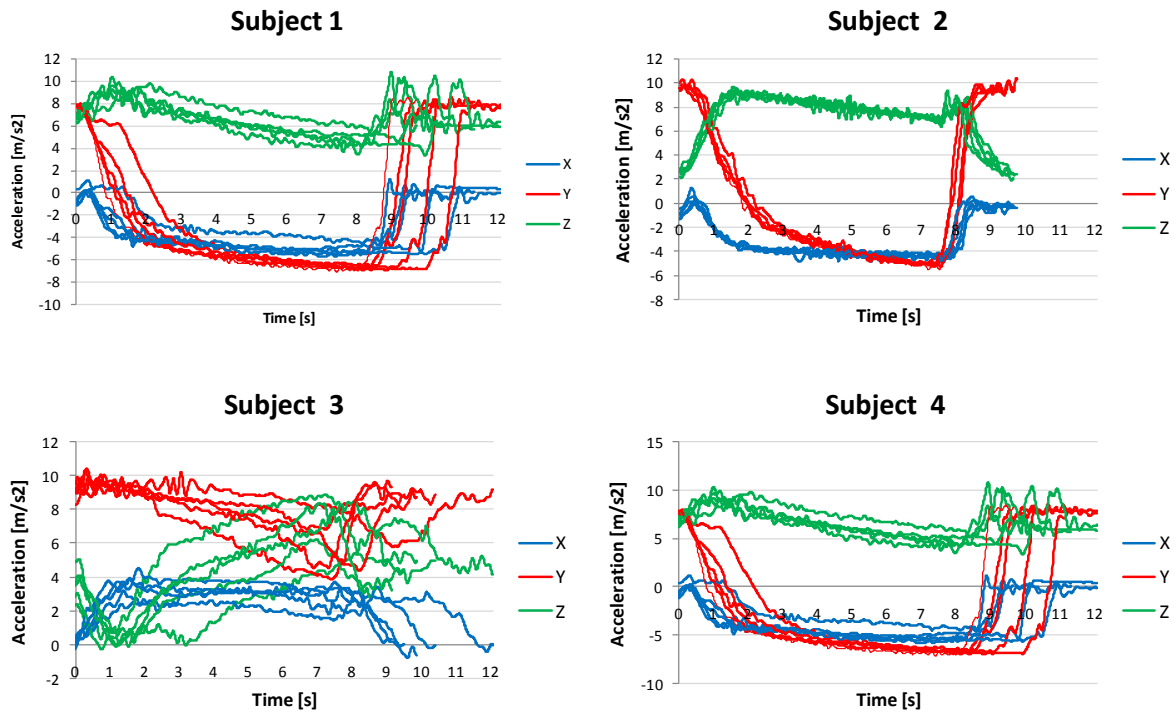 Subject 1
12
10
8
6
4
2
0
-2
-4
-6
-8
-10
Acceleration [m/s2]
0 1 2 3 4 5 6 7 8 9 10 11 12
Time [s]
X
Y
Z
Subject 2
12
10
8
6
4
2
0
-2
-4
-6
-8
Acceleration [m/s2]
0 1 2 3 4 5 6 7 8 9 10 11 12
Time [s]
X
Y
Z
Subject 3
12
10
8
6
4
2
0
-2
Acceleration [m/s2]
0 1 2 3 4 5 6 7 8 9 10 11 12
Time [s]
X
Y
Z
Subject 4
15
10
5
0
-5
-10
Acceleration [m/s2]
0 1 2 3 4 5 6 7 8 9 10 11 12
Time [s]
X
Y
Z